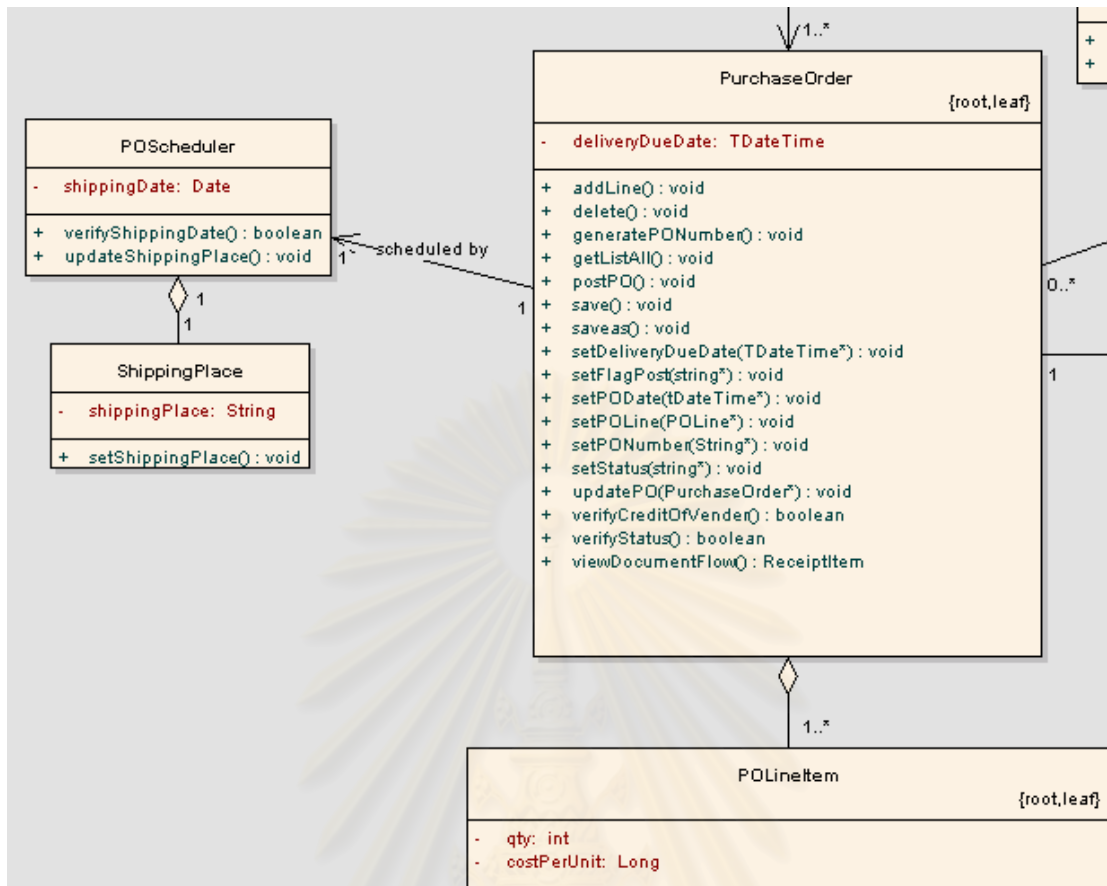 1..*
+
+
PurchaseOrder
{root,leaf}
- deliveryDueDate: TDateTime
+ addLine() : void
+ delete() : void
+ generatePONumber() : void
+ getListAll() : void
+ postPO() : void
+ save() : void
+ saveas() : void
+ setDeliveryDueDate(TDateTime*) : void
+ setFlagPost(string*) : void
+ setPODate(tDateTime*) : void
+ setPOLine(POLine*) : void
+ setPONumber(String*) : void
+ setStatus(string*) : void
+ updatePO(PurchaseOrder*) : void
+ verifyCreditOfVender() : boolean
+ verifyStatus() : boolean
+ viewDocumentFlow() : ReceiptItem
POScheduler
- shippingDate: Date
+ verifyShippingDate() : boolean
+ updateShippingPlace() : void
1
scheduled by
1
0..*
1
1
1
ShippingPlace
- shippingPlace: String
+ setShippingPlace() : void
1..*
POLineItem
{root,leaf}
- qty: int
- costPerUnit: Long